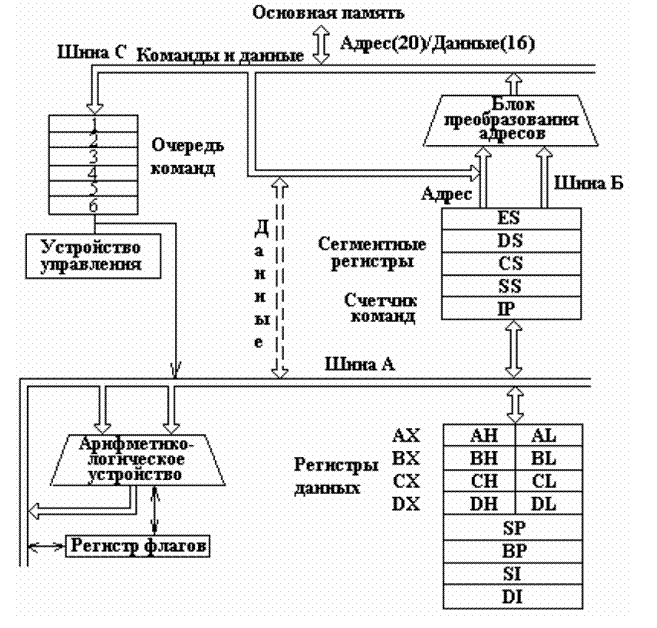 Основная память
Шина С
Команды и данные
Адрес(20)/Данные(16)
Блок
преобразования
адресов
1
2
3
4
5
6
Очередь
команд
Адрес
Шина Б
Устройство
управления
Данные
Сегментные
регистры
ES
DS
CS
SS
IP
Счетчик
команд
Шина А
Арифметико-
логическое
устройство
Регистр флагов
Регистры
данных
AX AH AL
BX BH BL
CX CH CL
DX DH DL
SP
BP
SI
DI